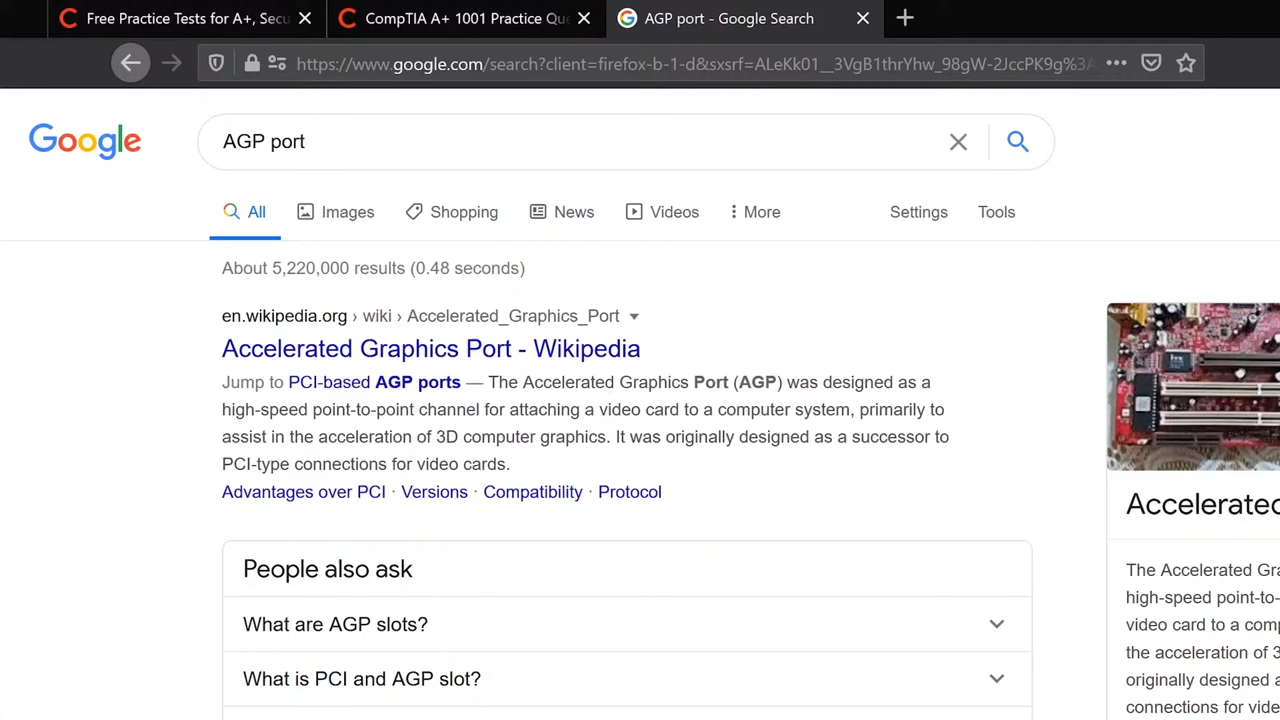 Free Practice Tests for A+, Secu
CompTIA A+ 1001 Practice Que
AGP port - Google Search
https://www.google.com/search?client=firefox-b-1-d&sxsrf=ALeKk01__3VgB1thrYhw_98gW-2JccPK9g%3A
Google
AGP port
All
Images
Shopping
News
Videos
More
Settings
Tools
About 5,220,000 results (0.48 seconds)
en.wikipedia.org › wiki › Accelerated_Graphics_Port
Accelerated Graphics Port - Wikipedia
Jump to PCI-based AGP ports — The Accelerated Graphics Port (AGP) was designed as a
high-speed point-to-point channel for attaching a video card to a computer system, primarily to
assist in the acceleration of 3D computer graphics. It was originally designed as a successor to
PCI-type connections for video cards.
Advantages over PCI · Versions · Compatibility · Protocol
People also ask
What are AGP slots?
What is PCI and AGP slot?
Accelerated
The Accelerated Gra
high-speed point-to-
video card to a comp
the acceleration of 3
originally designed a
connections for vide